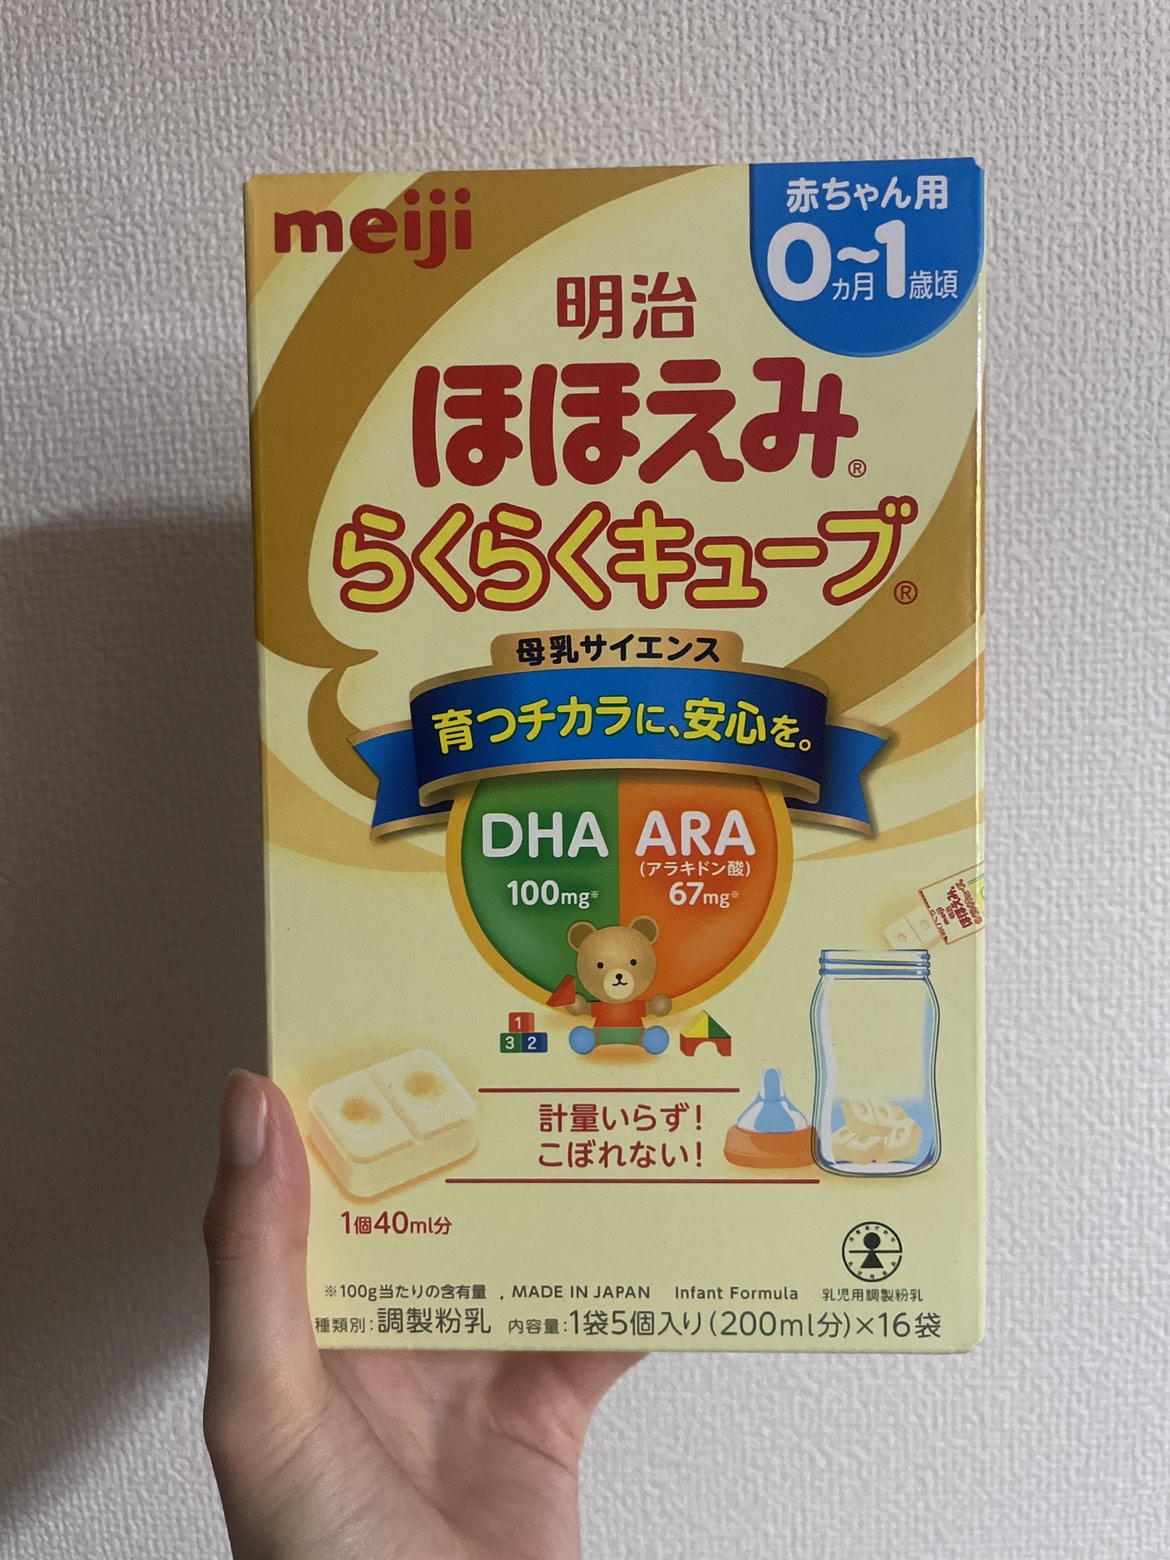 meiji
赤ちゃん用
0ヵ月~1歳頃
明治
ほほえみ®
らくらくキューブ®
母乳サイエンス
育つチカラに、安心を。
DHA
100mg※
ARA
(アラキドン酸)
67mg※
1
3 2
計量いらず!
こぼれない!
1個40ml分
乳児用調製粉乳
※100g当たりの含有量
MADE IN JAPAN
Infant Formula
種類別:調製粉乳
内容量:1袋5個入り(200ml分)×16袋